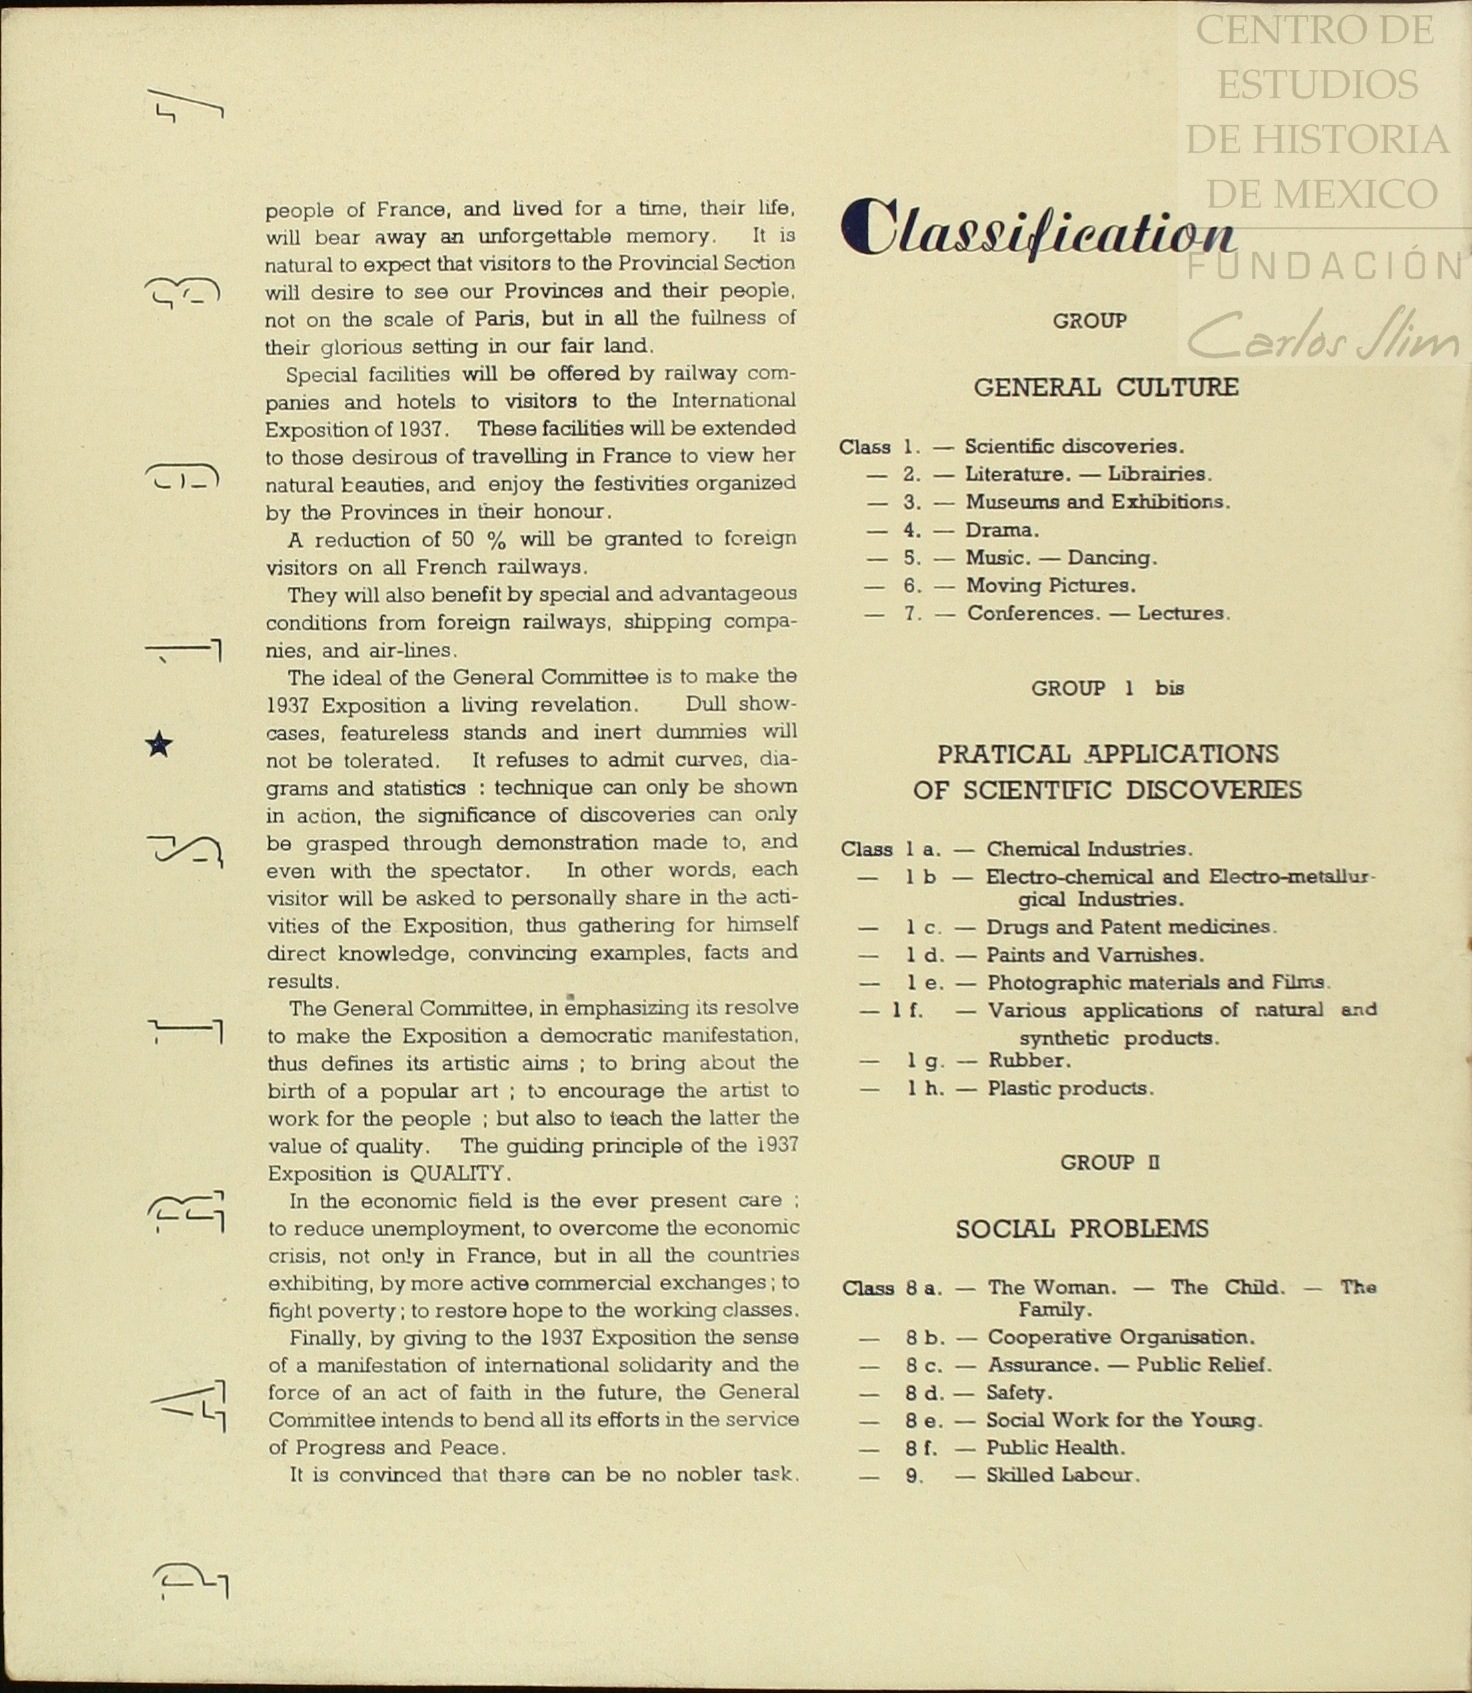 CENTRO DE
ESTUDIOS
DE HISTORIA
DE MEXICO
FUNDACIÓN
Carlos Slim
PARIS ★ 1937
people of France, and lived for a time, their life,
will bear away an unforgettable memory. It is
natural to expect that visitors to the Provincial Section
will desire to see our Provinces and their people,
not on the scale of Paris, but in all the fullness of
their glorious setting in our fair land.
Special facilities will be offered by railway com-
panies and hotels to visitors to the International
Exposition of 1937. These facilities will be extended
to those desirous of travelling in France to view her
natural beauties, and enjoy the festivities organized
by the Provinces in their honour.
A reduction of 50 % will be granted to foreign
visitors on all French railways.
They will also benefit by special and advantageous
conditions from foreign railways, shipping compa-
nies, and air-lines.
The ideal of the General Committee is to make the
1937 Exposition a living revelation. Dull show-
cases, featureless stands and inert dummies will
not be tolerated. It refuses to admit curves, dia-
grams and statistics : technique can only be shown
in action, the significance of discoveries can only
be grasped through demonstration made to, and
even with the spectator. In other words, each
visitor will be asked to personally share in the acti-
vities of the Exposition, thus gathering for himself
direct knowledge, convincing examples, facts and
results.
The General Committee, in emphasizing its resolve
to make the Exposition a democratic manifestation,
thus defines its artistic aims ; to bring about the
birth of a popular art ; to encourage the artist to
work for the people ; but also to teach the latter the
value of quality. The guiding principle of the 1937
Exposition is QUALITY.
In the economic field is the ever present care ;
to reduce unemployment, to overcome the economic
crisis, not only in France, but in all the countries
exhibiting, by more active commercial exchanges ; to
fight poverty ; to restore hope to the working classes.
Finally, by giving to the 1937 Exposition the sense
of a manifestation of international solidarity and the
force of an act of faith in the future, the General
Committee intends to bend all its efforts in the service
of Progress and Peace.
It is convinced that there can be no nobler task.
Classification
GROUP
GENERAL CULTURE
Class 1. — Scientific discoveries.
— 2. — Literature. — Librairies.
— 3. — Museums and Exhibitions.
— 4. — Drama.
— 5. — Music. — Dancing.
— 6. — Moving Pictures.
— 7. — Conferences. — Lectures.
GROUP 1 bis
PRATICAL APPLICATIONS
OF SCIENTIFIC DISCOVERIES
Class 1 a. — Chemical Industries.
— 1 b — Electro-chemical and Electro-metallur-
gical Industries.
— 1 c. — Drugs and Patent medicines.
— 1 d. — Paints and Varnishes.
— 1 e. — Photographic materials and Films.
— 1 f. — Various applications of natural and
synthetic products.
— 1 g. — Rubber.
— 1 h. — Plastic products.
GROUP II
SOCIAL PROBLEMS
Class 8 a. — The Woman. — The Child. — The
Family.
— 8 b. — Cooperative Organisation.
— 8 c. — Assurance. — Public Relief.
— 8 d. — Safety.
— 8 e. — Social Work for the Young.
— 8 f. — Public Health.
— 9. — Skilled Labour.